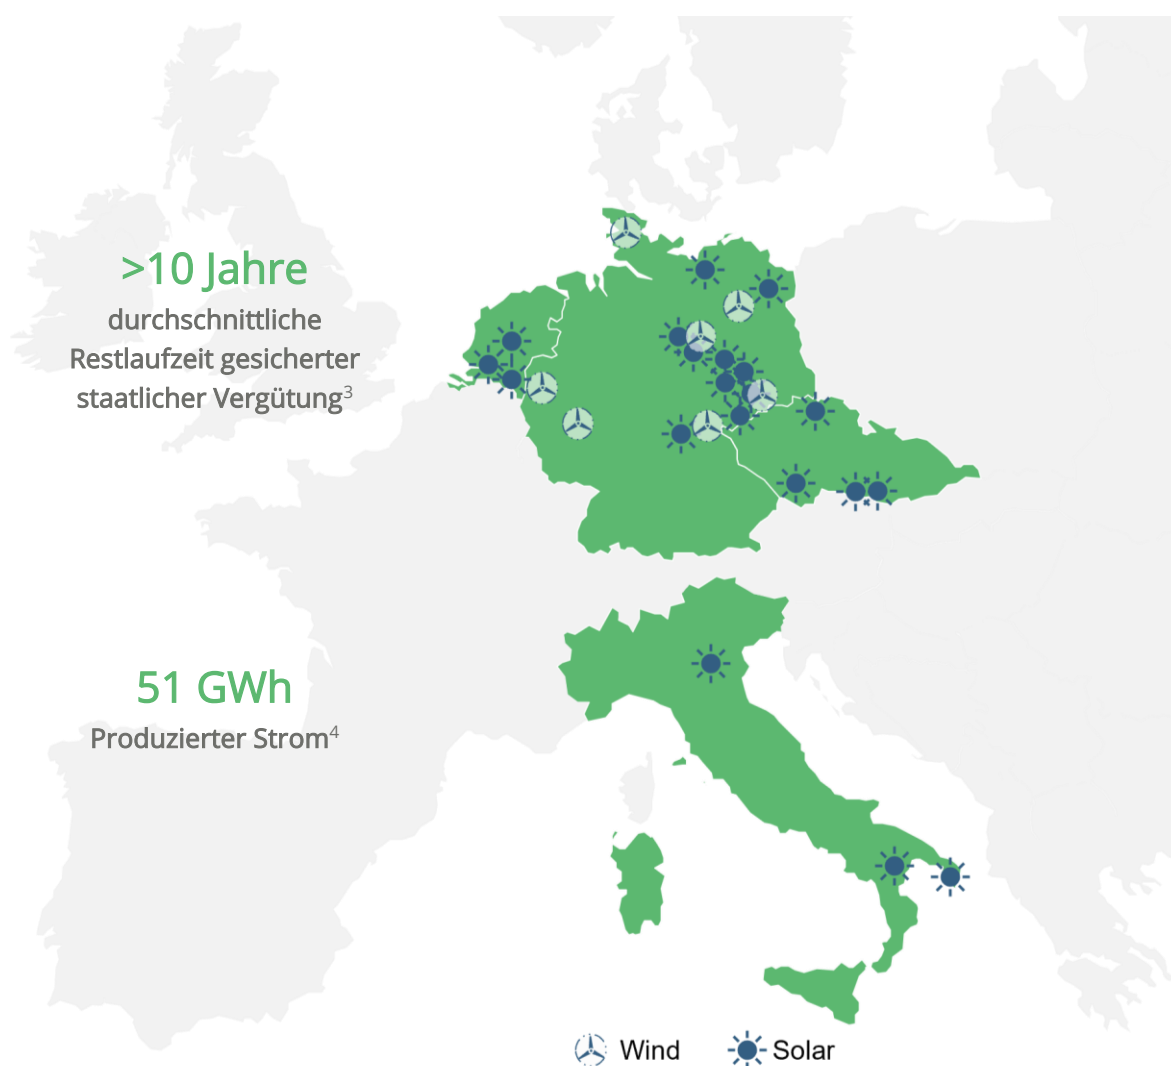 >10 Jahre
durchschnittliche
Restlaufzeit gesicherter
staatlicher Vergütung³
51 GWh
Produzierter Strom⁴
Wind
Solar